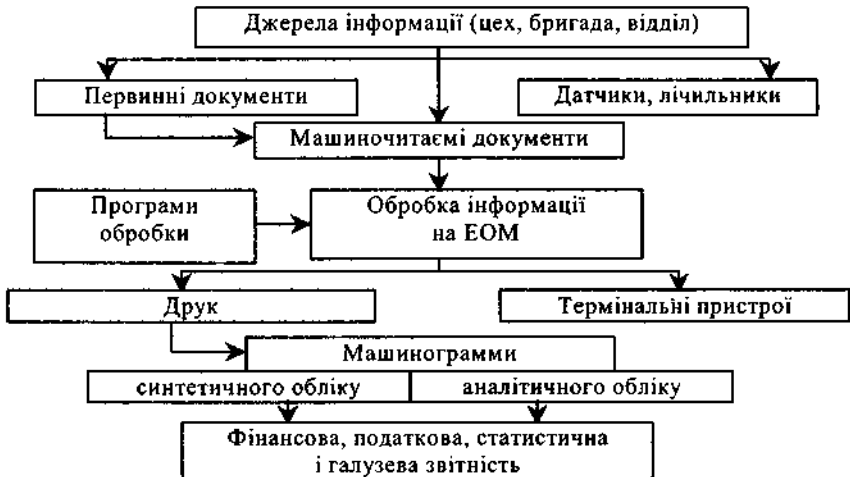 Джерела інформації (цех, бригада, відділ)
Первинні документи
Датчики, лічильники
Машиночитаємі документи
Програми
обробки
Обробка інформації
на ЕОМ
Друк
Термінальні пристрої
Машинограмми
синтетичного обліку
аналітичного обліку
Фінансова, податкова, статистична
і галузева звітність